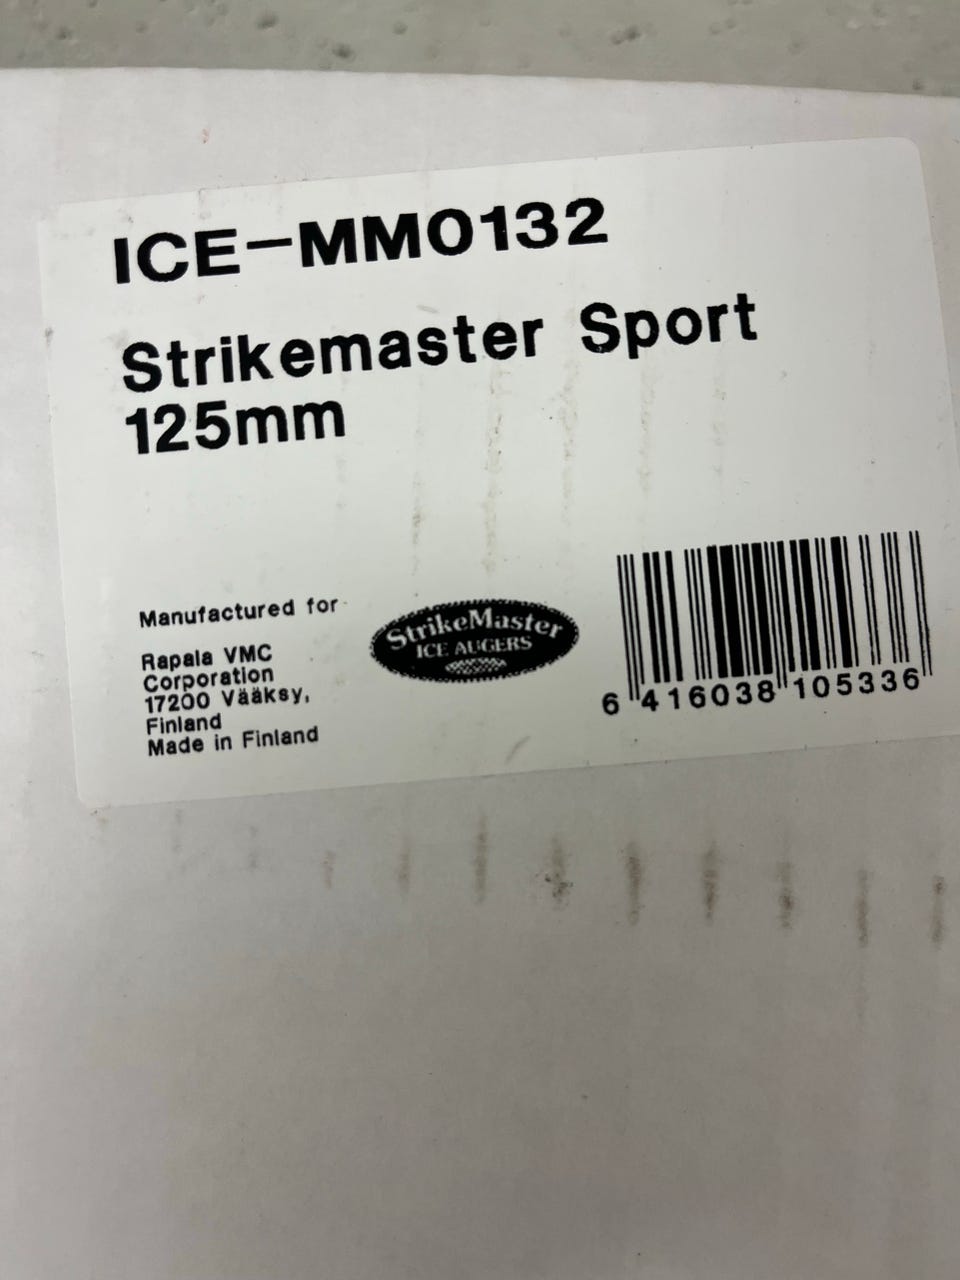 ICE-MM0132
Strikemaster Sport
125mm
Manufactured for
Rapala VMC
Corporation
17200 Vääksy,
Finland
Made in Finland
StrikeMaster
ICE AUGERS
6 416038 105336